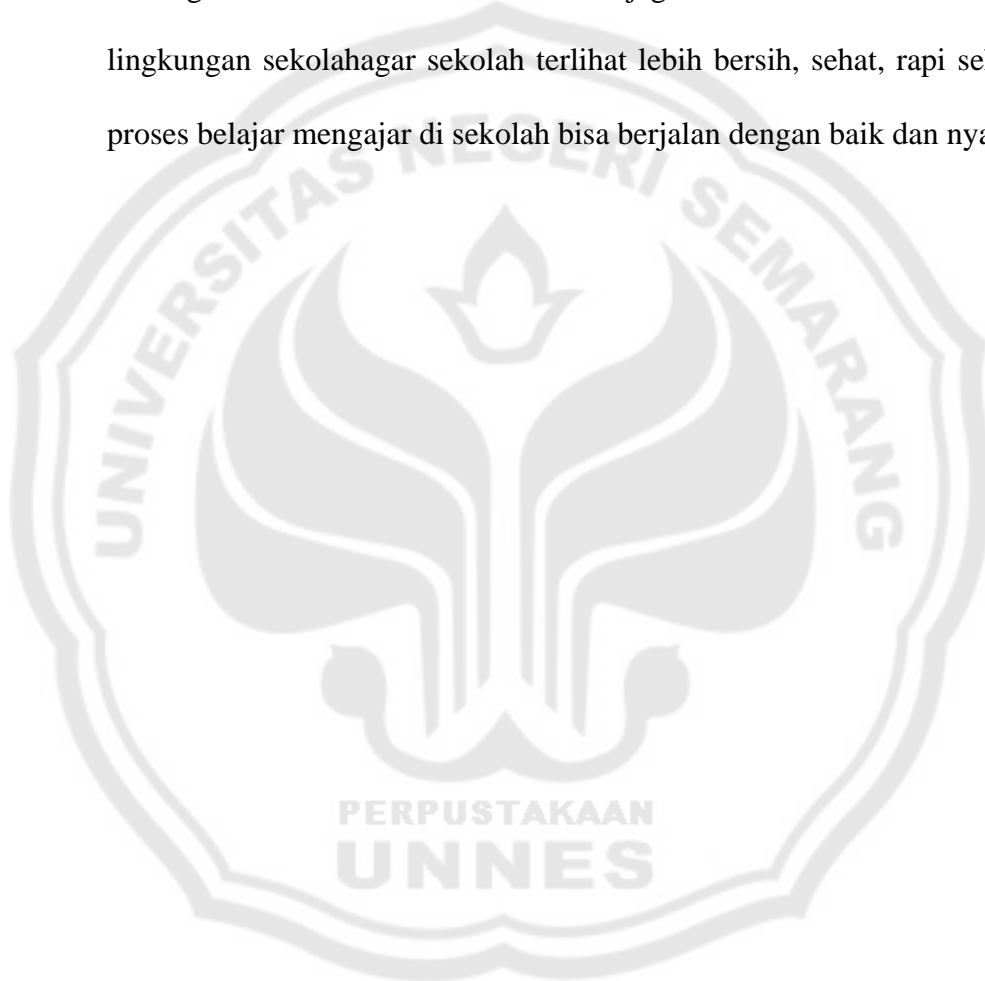 lingkungan sekolahagar sekolah terlihat lebih bersih, sehat, rapi
proses belajar mengajar di sekolah bisa berjalan dengan baik dan
UNIVERSITAS NEGERI SEMARANG
PERPUSTAKAAN
UNNES